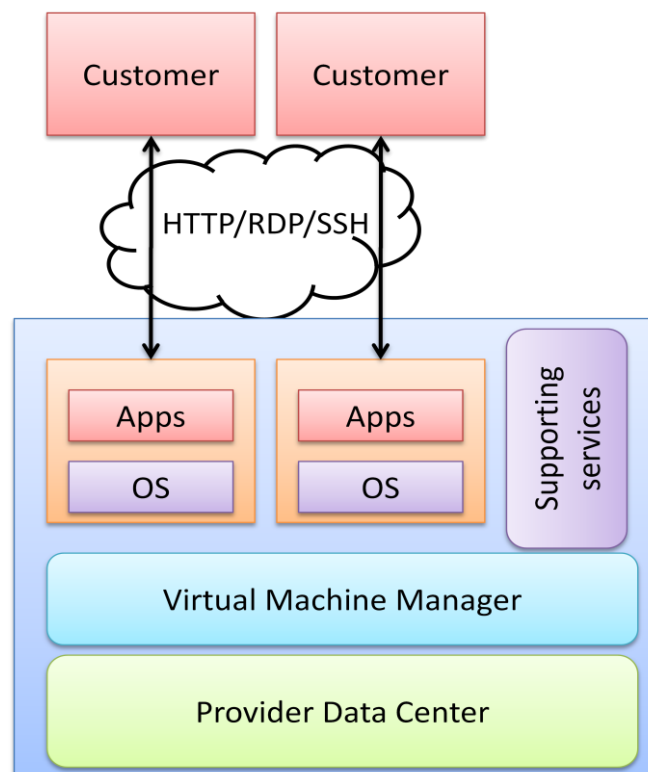 Customer
Customer
HTTP/RDP/SSH
Apps
Apps
OS
OS
Supporting
services
Virtual Machine Manager
Provider Data Center